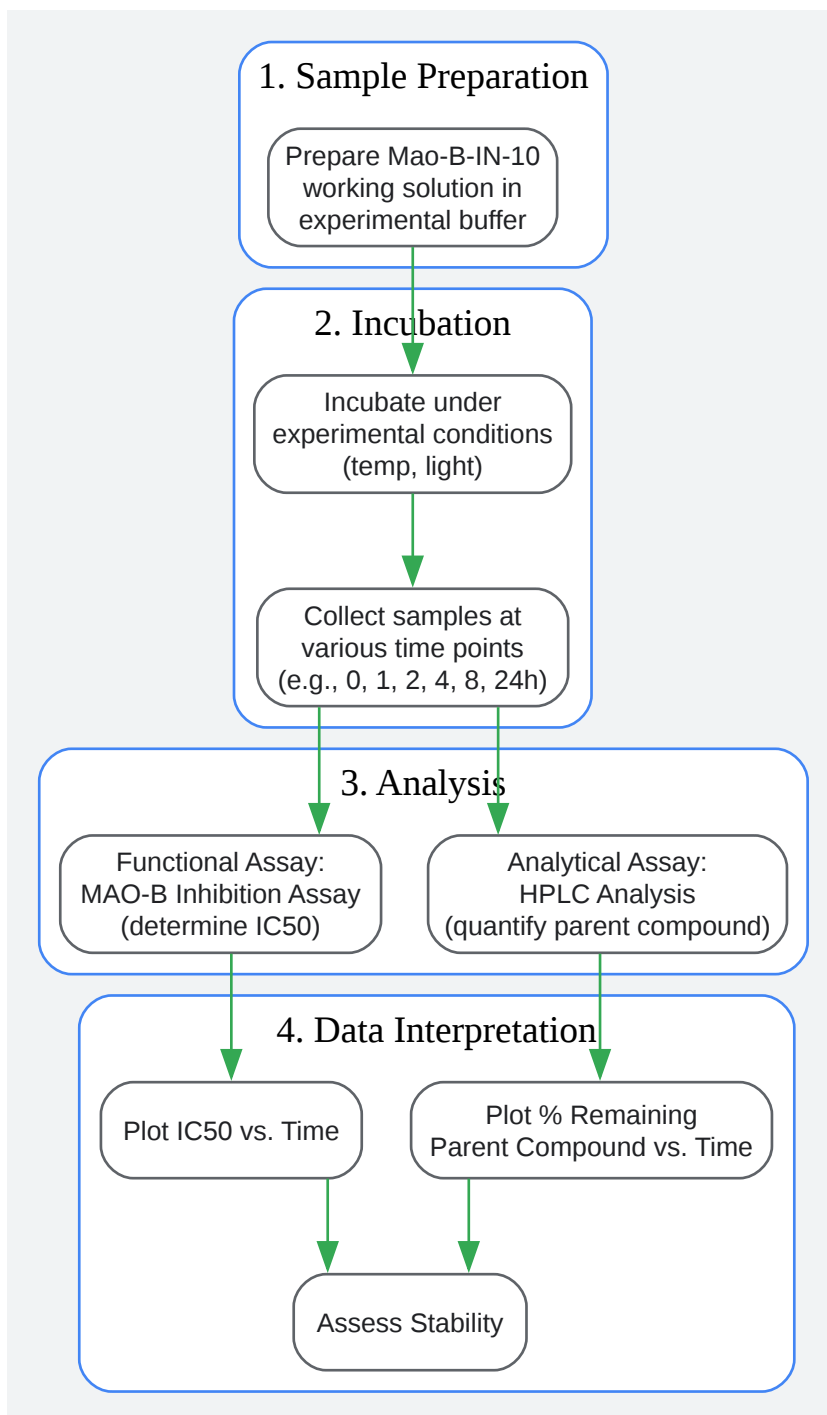 1. Sample Preparation
Prepare Mao-B-IN-10
working solution in
experimental buffer
2. Incubation
Incubate under
experimental conditions
(temp, light)
Collect samples at
various time points
(e.g., 0, 1, 2, 4, 8, 24h)
3. Analysis
Functional Assay:
MAO-B Inhibition Assay
(determine IC50)
Analytical Assay:
HPLC Analysis
(quantify parent compound)
4. Data Interpretation
Plot IC50 vs. Time
Plot % Remaining
Parent Compound vs. Time
Assess Stability